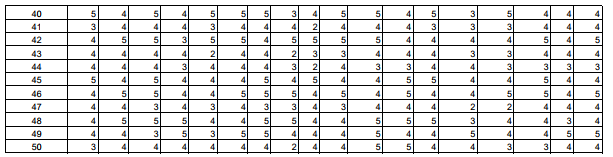 40 5 4 5 4 5 5 5 3 4 5 5 4 5 3 5 4 4 4
41 3 4 4 4 3 4 4 4 2 4 4 4 3 3 3 4 4 4
42 4 5 5 3 5 5 4 5 5 5 4 4 4 4 4 5 4 5
43 4 4 4 4 2 4 4 2 3 3 4 4 4 3 3 4 4 4
44 4 4 4 3 4 4 4 3 2 4 3 3 4 3 4 3 3 4
45 5 4 5 4 4 4 5 4 5 4 4 5 4 4 4 5 4 5
46 4 5 4 5 4 4 5 5 4 4 5 4 5 4 4 4 5 4
47 4 4 3 4 3 4 3 3 4 3 4 4 4 2 2 4 4 4
48 4 5 5 5 4 4 5 5 4 4 5 5 4 3 4 4 3 4
49 4 4 3 5 3 5 5 4 4 4 5 4 4 5 4 4 5 5
50 3 4 4 4 4 4 4 2 4 4 5 5 4 4 3 3 4 4